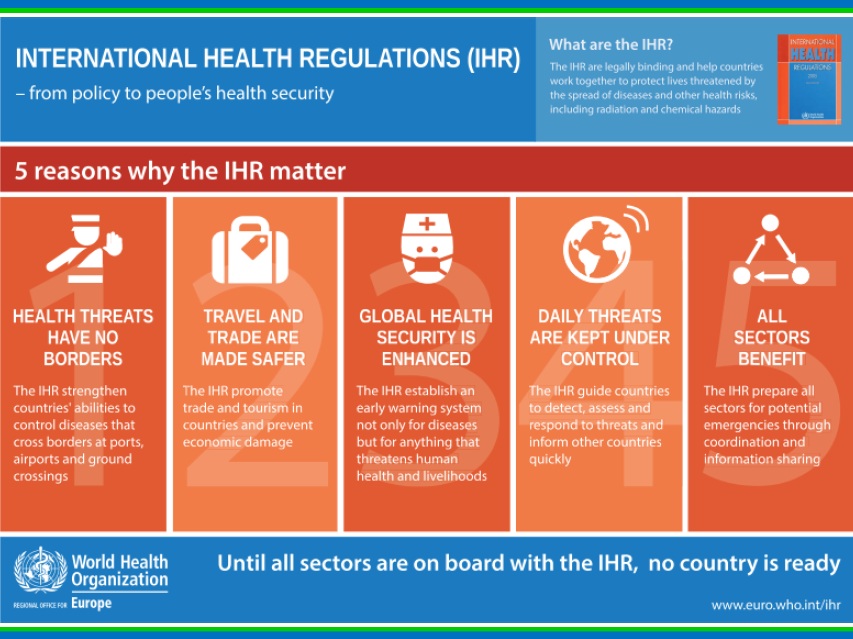 INTERNATIONAL HEALTH REGULATIONS (IHR)
– from policy to people's health security
What are the IHR?
The IHR are legally binding and help countries
work together to protect lives threatened by
the spread of diseases and other health risks,
including radiation and chemical hazards
INTERNATIONAL
HEALTH
REGULATIONS
5 reasons why the IHR matter
1
HEALTH THREATS
HAVE NO
BORDERS
The IHR strengthen
countries' abilities to
control diseases that
cross borders at ports,
airports and ground
crossings
2
TRAVEL AND
TRADE ARE
MADE SAFER
The IHR promote
trade and tourism in
countries and prevent
economic damage
3
GLOBAL HEALTH
SECURITY IS
ENHANCED
The IHR establish an
early warning system
not only for diseases
but for anything that
threatens human
health and livelihoods
4
DAILY THREATS
ARE KEPT UNDER
CONTROL
The IHR guide countries
to detect, assess and
respond to threats and
inform other countries
quickly
5
ALL
SECTORS
BENEFIT
The IHR prepare all
sectors for potential
emergencies through
coordination and
information sharing
World Health
Organization
REGIONAL OFFICE FOR Europe
Until all sectors are on board with the IHR, no country is ready
www.euro.who.int/ihr